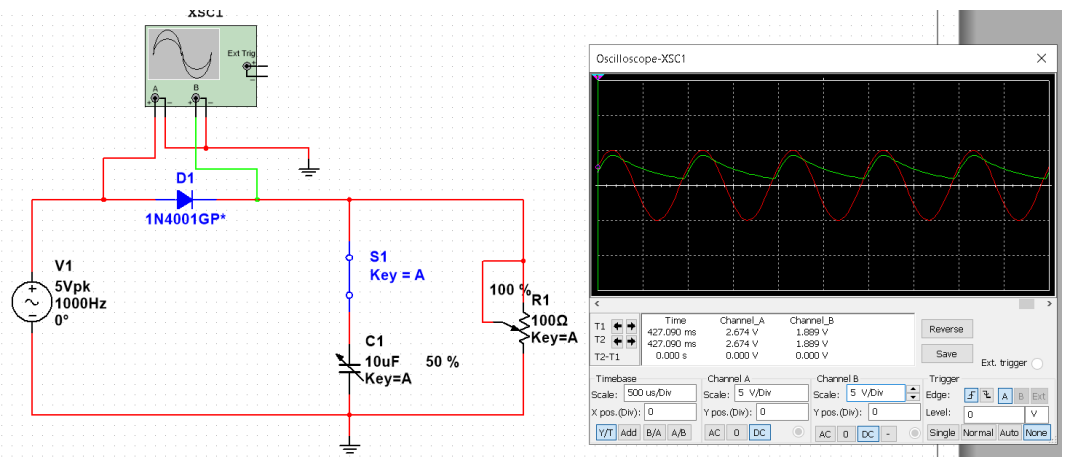 XSC1
Ext Trig
+
-
A
B
+ - + -
D1
1N4001GP*
V1
5Vpk
1000Hz
0°
S1
Key = A
C1
10uF 50 %
Key=A
100 %
R1
100Ω
Key=A
Oscilloscope-XSC1
Time Channel_A Channel_B
T1 427.090 ms 2.674 V 1.889 V
T2 427.090 ms 2.674 V 1.889 V
T2-T1 0.000 s 0.000 V 0.000 V
Reverse
Save
Ext. trigger
Timebase
Scale: 500 us/Div
X pos.(Div): 0
Y/T Add B/A A/B
Channel A
Scale: 5 V/Div
Y pos.(Div): 0
AC 0 DC
Channel B
Scale: 5 V/Div
Y pos.(Div): 0
AC 0 DC -
Trigger
Edge: A B Ext
Level: 0 V
Single Normal Auto None